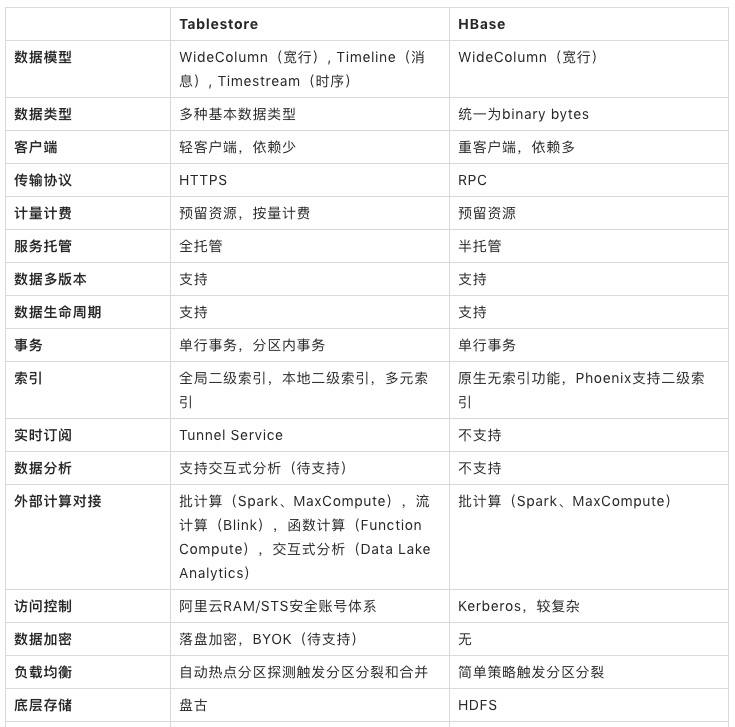 Tablestore HBase
数据模型 WideColumn（宽行）, Timeline（消 WideColumn（宽行）
息）, Timestream（时序）
数据类型 多种基本数据类型 统一为binary bytes
客户端 轻客户端，依赖少 重客户端，依赖多
传输协议 HTTPS RPC
计量计费 预留资源，按量计费 预留资源
服务托管 全托管 半托管
数据多版本 支持 支持
数据生命周期 支持 支持
事务 单行事务，分区内事务 单行事务
索引 全局二级索引，本地二级索引，多元索 原生无索引功能，Phoenix支持二级索
引 引
实时订阅 Tunnel Service 不支持
数据分析 支持交互式分析（待支持） 不支持
外部计算对接 批计算（Spark、MaxCompute），流 批计算（Spark、MaxCompute）
计算（Blink），函数计算（Function
Compute），交互式分析（Data Lake
Analytics）
访问控制 阿里云RAM/STS安全账号体系 Kerberos，较复杂
数据加密 落盘加密，BYOK（待支持） 无
负载均衡 自动热点分区探测触发分区分裂和合并 简单策略触发分区分裂
底层存储 盘古 HDFS